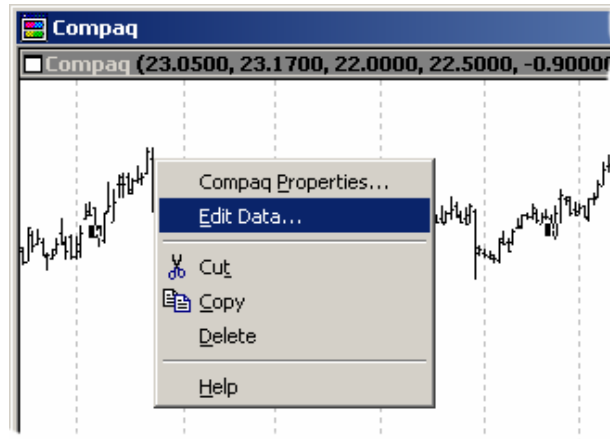 Compaq
Compaq (23.0500, 23.1700, 22.0000, 22.5000, -0.9000
Compaq Properties...
Edit Data...
Cut
Copy
Delete
Help